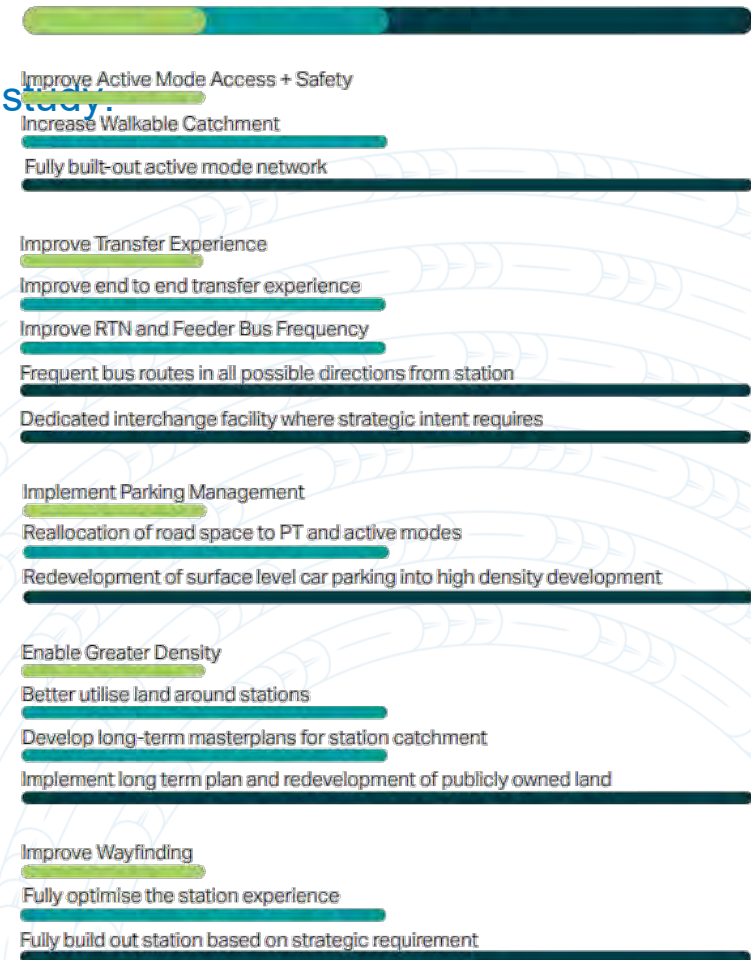 Improve Active Mode Access + Safety
study:
Increase Walkable Catchment
Fully built-out active mode network
Improve Transfer Experience
Improve end to end transfer experience
Improve RTN and Feeder Bus Frequency
Frequent bus routes in all possible directions from station
Dedicated interchange facility where strategic intent requires
Implement Parking Management
Reallocation of road space to PT and active modes
Redevelopment of surface level car parking into high density development
Enable Greater Density
Better utilise land around stations
Develop long-term masterplans for station catchment
Implement long term plan and redevelopment of publicly owned land
Improve Wayfinding
Fully optimise the station experience
Fully build out station based on strategic requirement